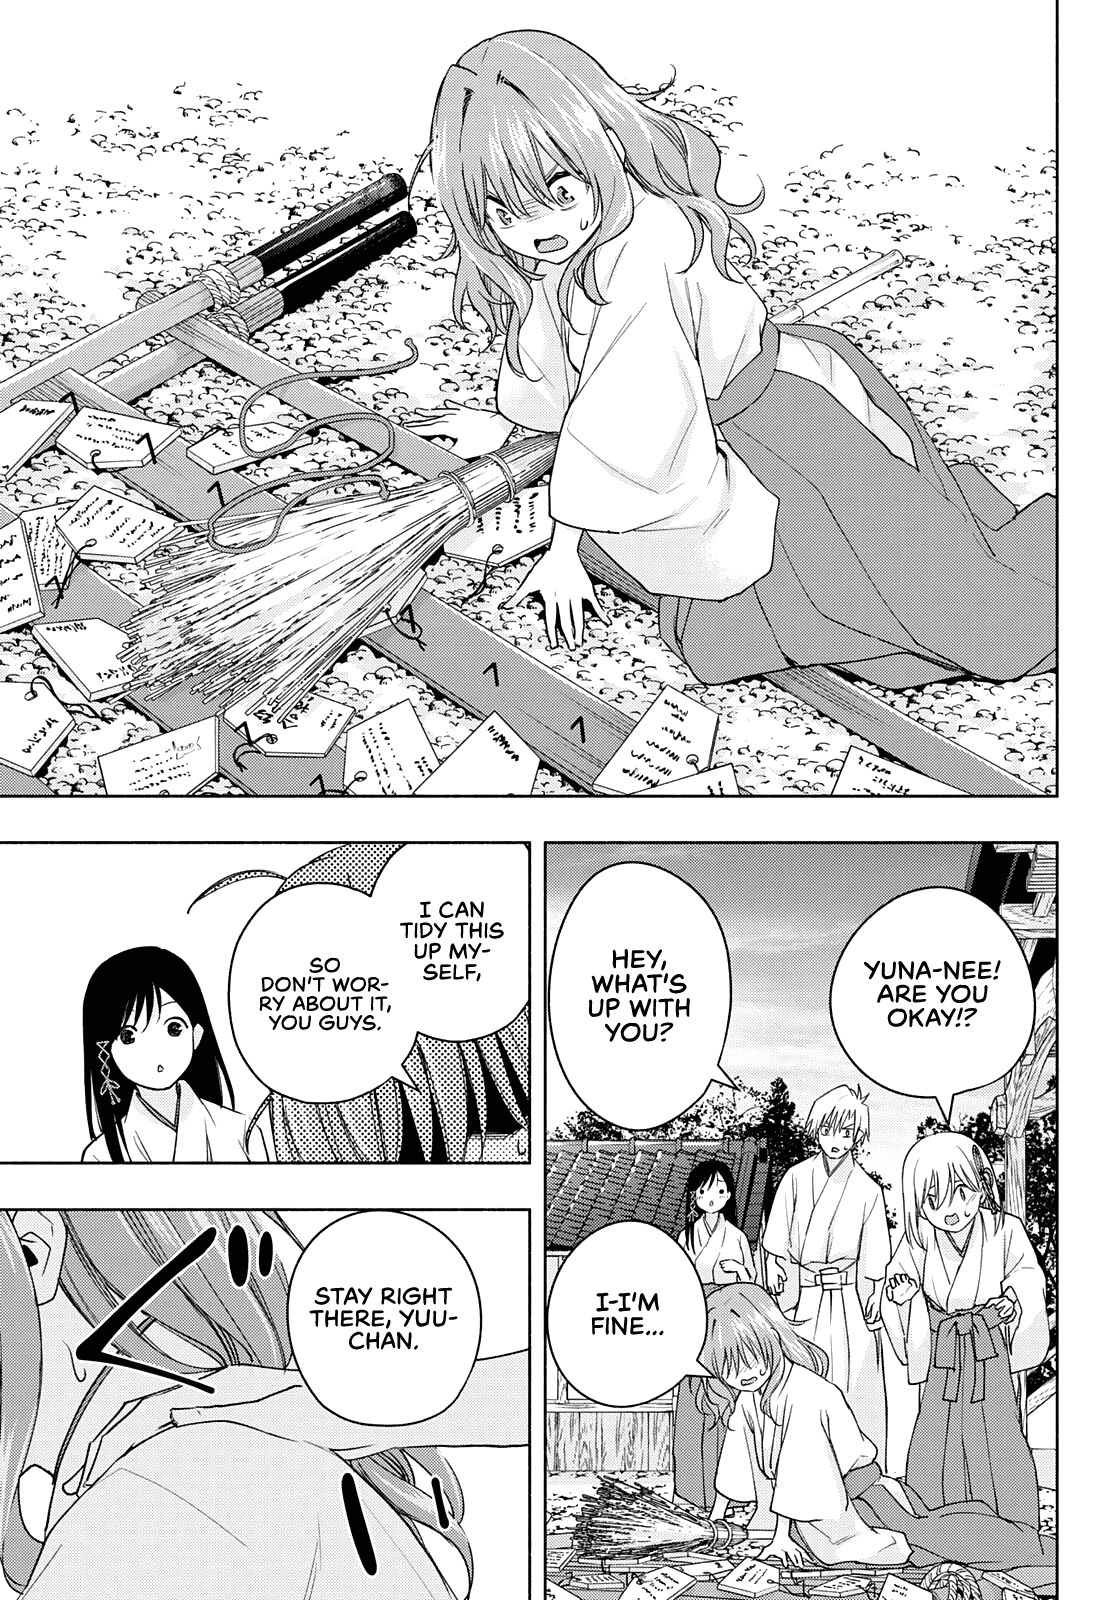 YUNA-NEE!
ARE YOU
OKAY!?
HEY,
WHAT'S
UP WITH
YOU?
I-I'M
FINE...
I CAN
TIDY THIS
UP MY-
SELF,
SO
DON'T WOR-
RY ABOUT IT,
YOU GUYS.
STAY RIGHT
THERE, YUU-
CHAN.